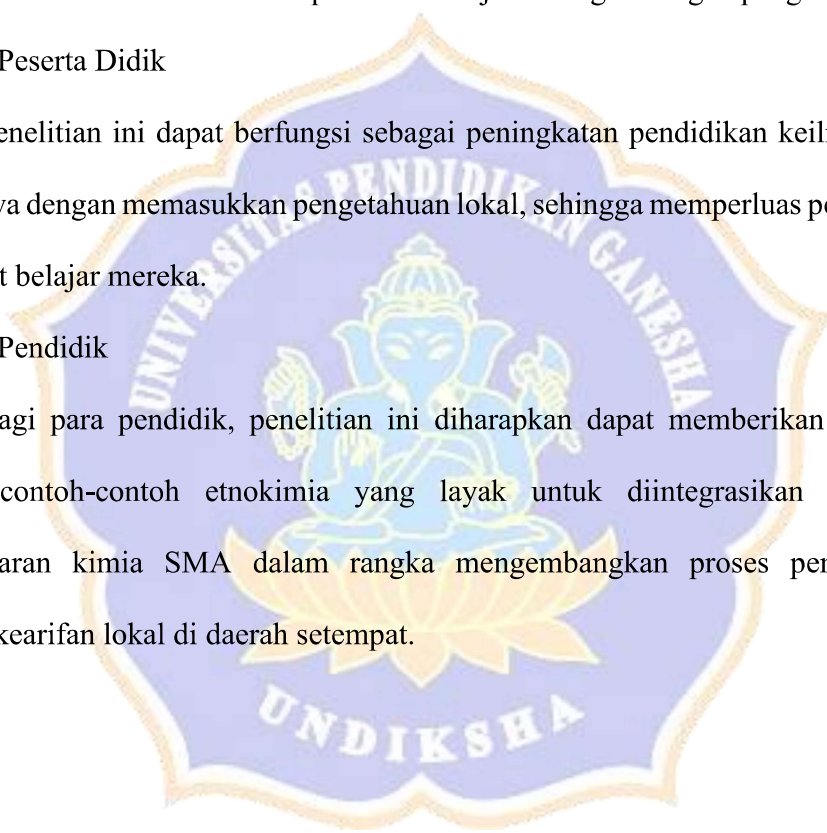 Peserta Didik
enelitian ini dapat berfungsi sebagai peningkatan pendidikan keil
ya dengan memasukkan pengetahuan lokal, sehingga memperluas pe
t belajar mereka.
Pendidik
agi para pendidik, penelitian ini diharapkan dapat memberikan
contoh-contoh etnokimia yang layak untuk diintegrasikan
aran kimia SMA dalam rangka mengembangkan proses per
kearifan lokal di daerah setempat.
UNIVERSITAS PENDIDIKAN GANESHA
UNDIKSHA